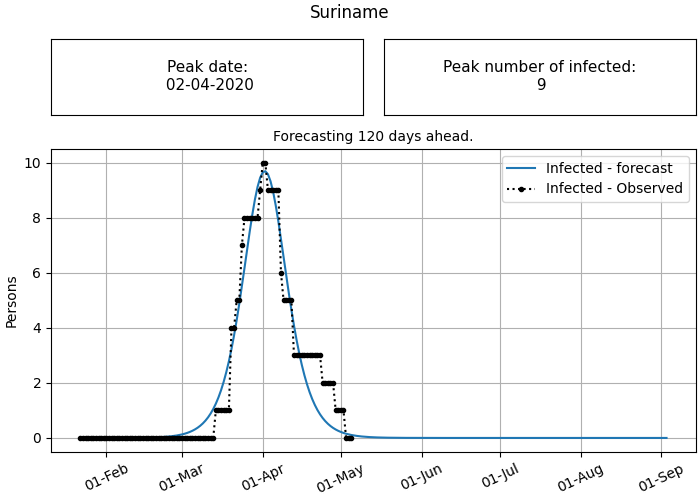 Suriname
Peak date:
02-04-2020
Peak number of infected:
9
Forecasting 120 days ahead.
Infected - forecast
Infected - Observed
Persons
10
8
6
4
2
0
01-Feb
01-Mar
01-Apr
01-May
01-Jun
01-Jul
01-Aug
01-Sep